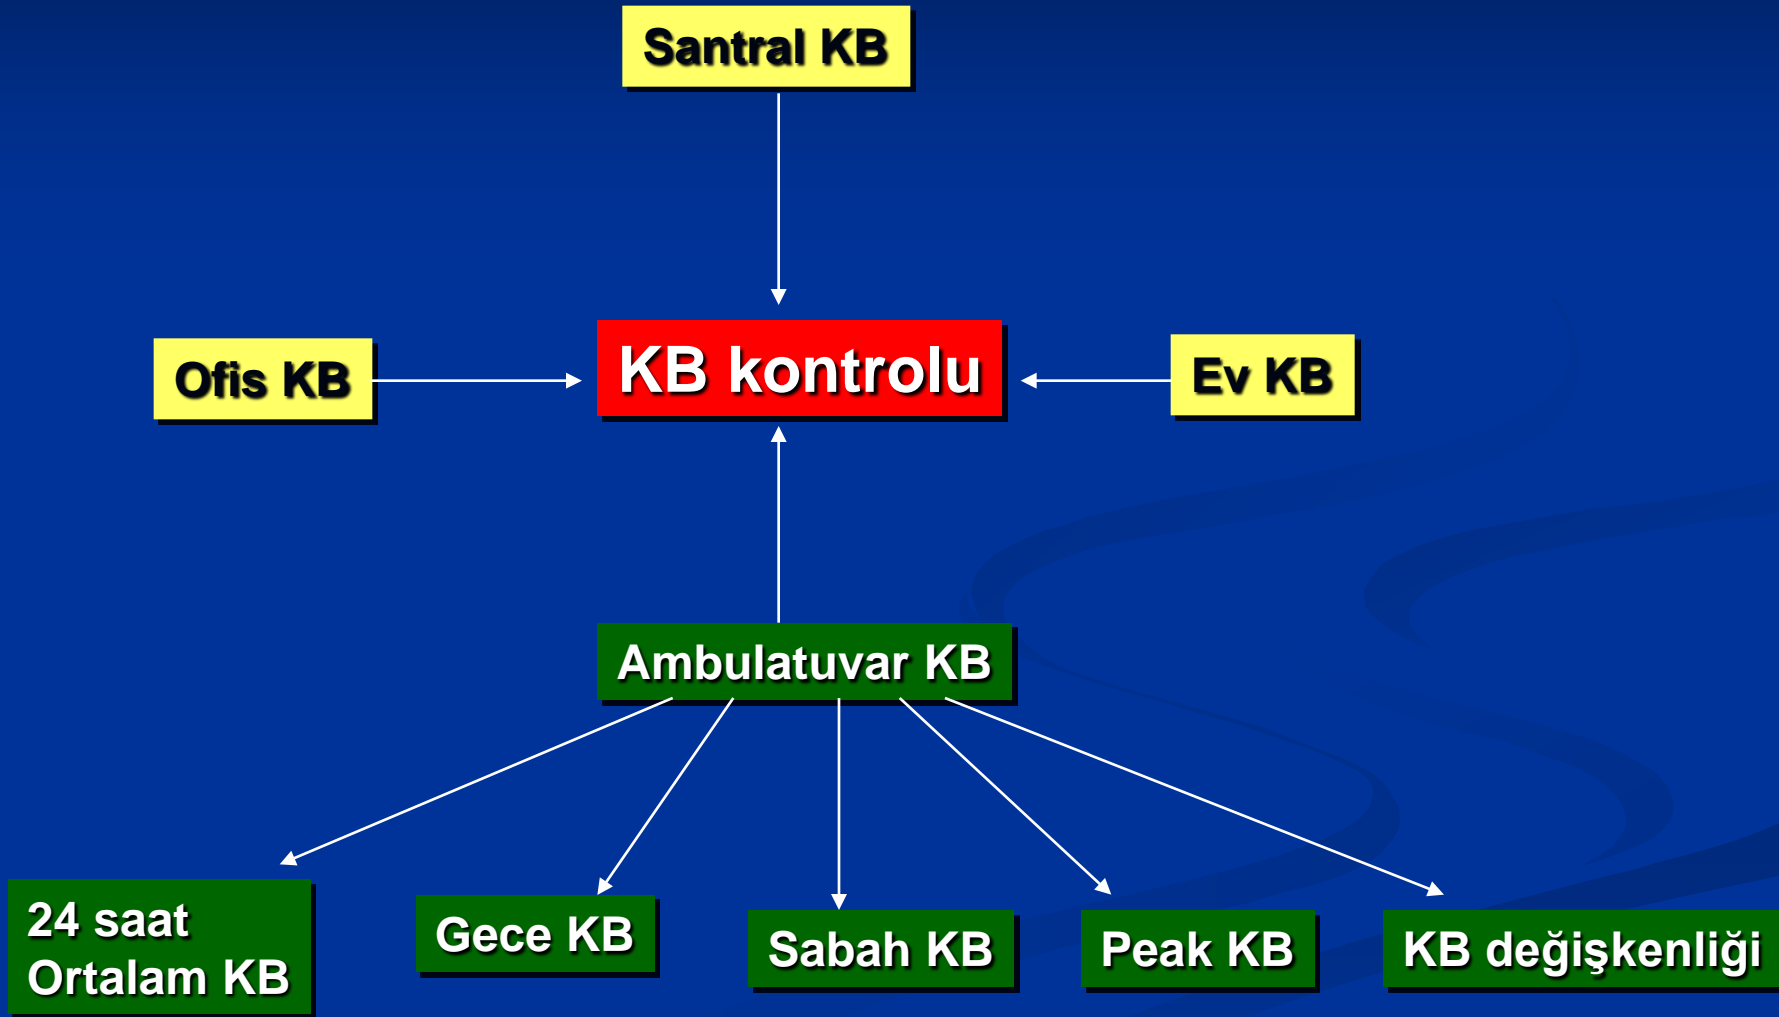 Santral KB
Ofis KB
KB kontrolu
Ev KB
Ambulatuvar KB
24 saat
Ortalam KB
Gece KB
Sabah KB
Peak KB
KB değişkenliği